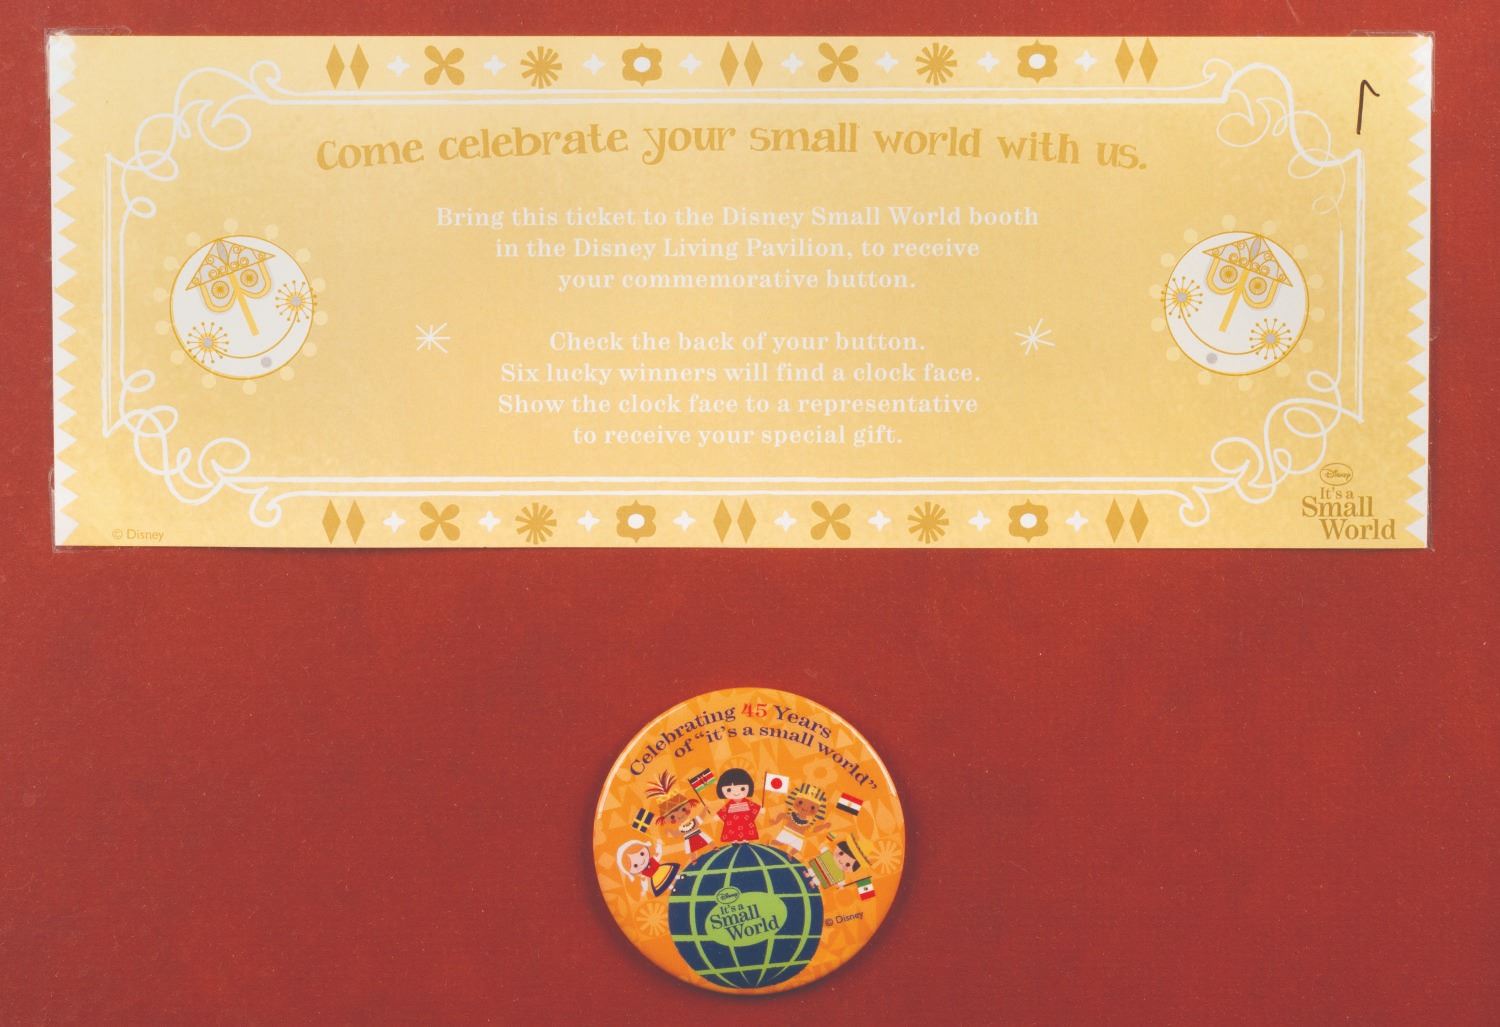 Come celebrate your small world with us.
Bring this ticket to the Disney Small World booth
in the Disney Living Pavilion, to receive
your commemorative button.
Check the back of your button.
Six lucky winners will find a clock face.
Show the clock face to a representative
to receive your special gift.
© Disney
Disney
It's a
Small
World
Celebrating 45 Years
of "it's a small world"
Disney
It's a
Small
World
© Disney